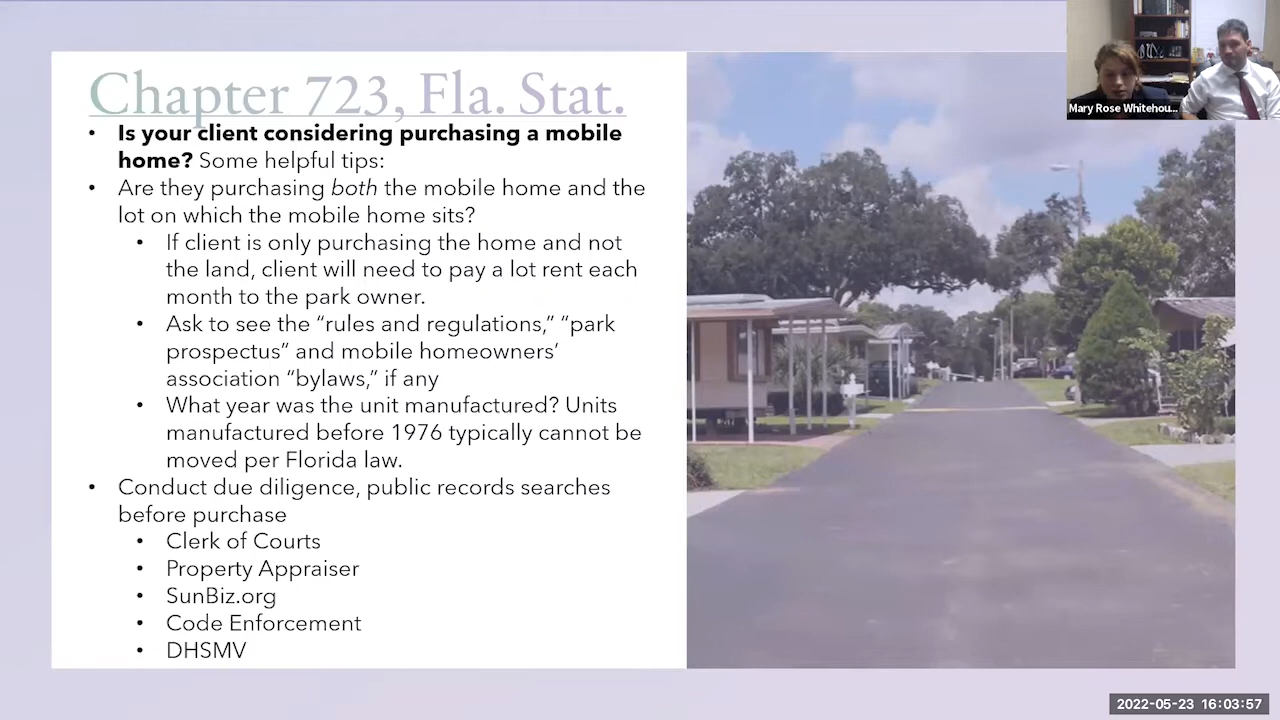 Chapter 723, Fla. Stat.
• Is your client considering purchasing a mobile
home? Some helpful tips:
• Are they purchasing both the mobile home and the
lot on which the mobile home sits?
• If client is only purchasing the home and not
the land, client will need to pay a lot rent each
month to the park owner.
• Ask to see the “rules and regulations,” “park
prospectus” and mobile homeowners’
association “bylaws,” if any
• What year was the unit manufactured? Units
manufactured before 1976 typically cannot be
moved per Florida law.
• Conduct due diligence, public records searches
before purchase
• Clerk of Courts
• Property Appraiser
• SunBiz.org
• Code Enforcement
• DHSMV
Mary Rose Whitehou...
2022-05-23 16:03:57